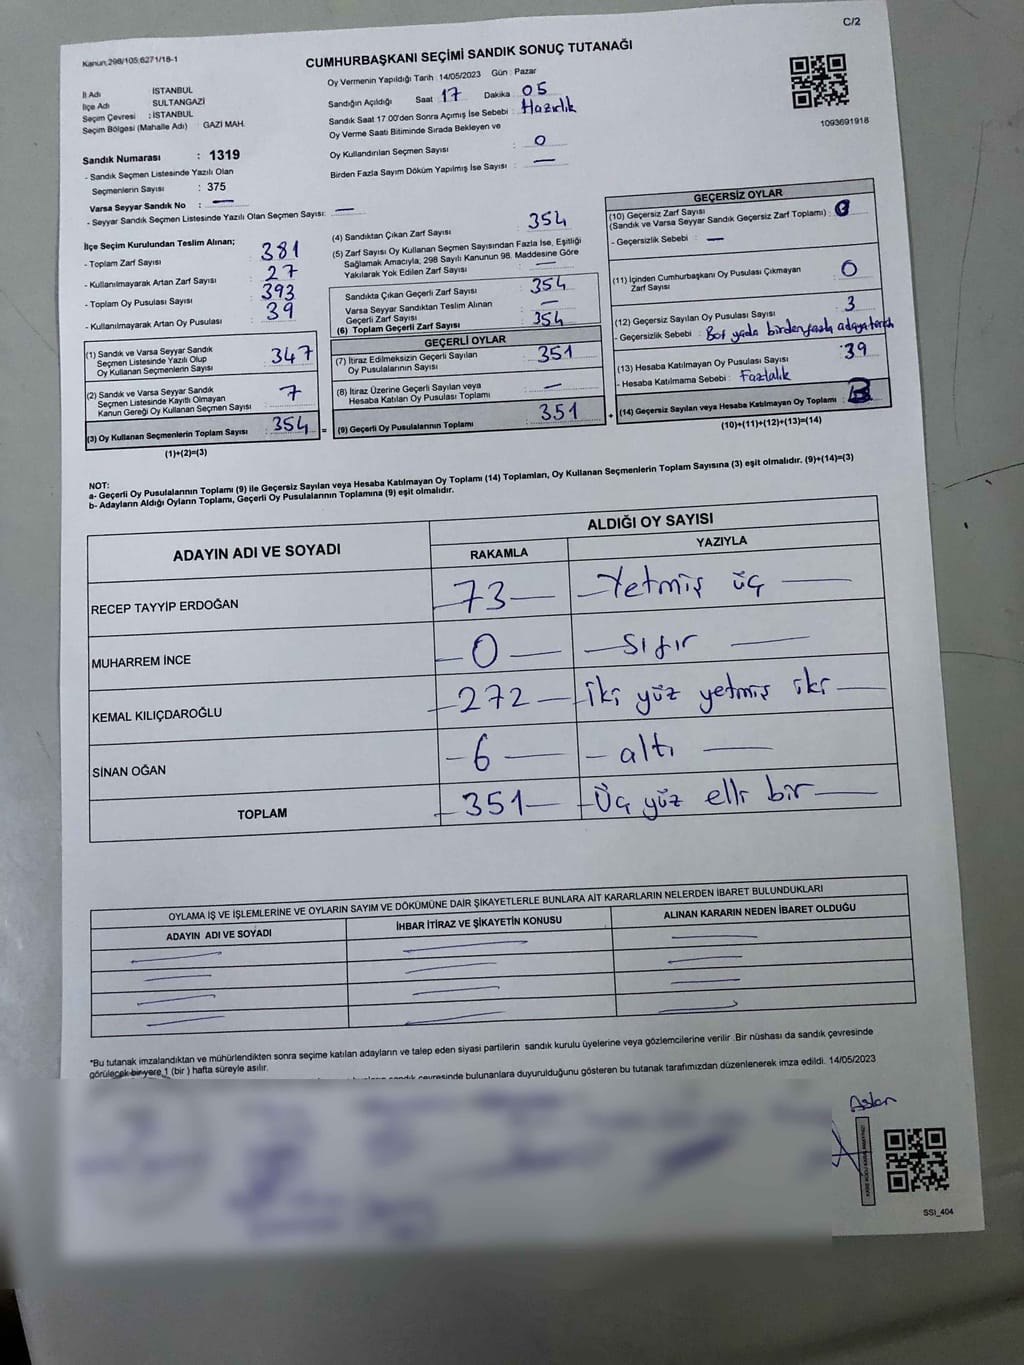 C/2
Kanun;298/105;6271/18-1
CUMHURBAŞKANI SEÇİMİ SANDIK SONUÇ TUTANAĞI
Oy Vermenin Yapıldığı Tarih :14/05/2023 Gün : Pazar
İl Adı İSTANBUL
İlçe Adı SULTANGAZİ
Seçim Çevresi : İSTANBUL
Seçim Bölgesi (Mahalle Adı) GAZİ MAH.
Sandığın Açıldığı Saat 17 Dakika 05
Sandık Saat 17.00'den Sonra Açımış İse Sebebi : Hazırlık
Oy Verme Saati Bitiminde Sırada Bekleyen ve
Oy Kullandırılan Seçmen Sayısı : 0
Birden Fazla Sayım Döküm Yapılmış İse Sayısı : —
1093691918
Sandık Numarası : 1319
- Sandık Seçmen Listesinde Yazılı Olan
Seçmenlerin Sayısı : 375
Varsa Seyyar Sandık No : —
- Seyyar Sandık Seçmen Listesinde Yazılı Olan Seçmen Sayısı: —
İlçe Seçim Kurulundan Teslim Alınan;
- Toplam Zarf Sayısı 381
- Kullanılmayarak Artan Zarf Sayısı 27
- Toplam Oy Pusulası Sayısı 393
- Kullanılmayarak Artan Oy Pusulası 39
(1) Sandık ve Varsa Seyyar Sandık
Seçmen Listesinde Yazılı Olup
Oy Kullanan Seçmenlerin Sayısı 347
(2) Sandık ve Varsa Seyyar Sandık
Seçmen Listesinde Kayıtlı Olmayan
Kanun Gereği Oy Kullanan Seçmen Sayısı 7
(3) Oy Kullanan Seçmenlerin Toplam Sayısı 354 =
(1)+(2)=(3)
(4) Sandıktan Çıkan Zarf Sayısı 354
(5) Zarf Sayısı Oy Kullanan Seçmen Sayısından Fazla İse, Eşitliği
Sağlamak Amacıyla, 298 Sayılı Kanunun 98. Maddesine Göre
Yakılarak Yok Edilen Zarf Sayısı —
Sandıkta Çıkan Geçerli Zarf Sayısı 354
Varsa Seyyar Sandıktan Teslim Alınan
Geçerli Zarf Sayısı —
(6) Toplam Geçerli Zarf Sayısı 354
GEÇERLİ OYLAR
(7) İtiraz Edilmeksizin Geçerli Sayılan
Oy Pusulalarının Sayısı 351
(8) İtiraz Üzerine Geçerli Sayılan veya
Hesaba Katılan Oy Pusulası Toplamı —
(9) Geçerli Oy Pusulalarının Toplamı 351 +
GEÇERSİZ OYLAR
(10) Geçersiz Zarf Sayısı
(Sandık ve Varsa Seyyar Sandık Geçersiz Zarf Toplamı) :
- Geçersizlik Sebebi : —
(11) İçinden Cumhurbaşkanı Oy Pusulası Çıkmayan
Zarf Sayısı 0
(12) Geçersiz Sayılan Oy Pusulası Sayısı 3
- Geçersizlik Sebebi : Boş yada birden fazla adaya tercih
(13) Hesaba Katılmayan Oy Pusulası Sayısı : 39
- Hesaba Katılmama Sebebi : Fazlalık
(14) Geçersiz Sayılan veya Hesaba Katılmayan Oy Toplamı :
(10)+(11)+(12)+(13)=(14)
NOT:
a- Geçerli Oy Pusulalarının Toplamı (9) ile Geçersiz Sayılan veya Hesaba Katılmayan Oy Toplamı (14) Toplamları, Oy Kullanan Seçmenlerin Toplam Sayısına (3) eşit olmalıdır. (9)+(14)=(3)
b- Adayların Aldığı Oyların Toplamı, Geçerli Oy Pusulalarının Toplamına (9) eşit olmalıdır.
ADAYIN ADI VE SOYADI ALDIĞI OY SAYISI
RAKAMLA YAZIYLA
RECEP TAYYİP ERDOĞAN — 73 — — Yetmiş üç —
MUHARREM İNCE — 0 — — sıfır —
KEMAL KILIÇDAROĞLU — 272 — — iki yüz yetmiş iki —
SİNAN OĞAN — 6 — — altı —
TOPLAM — 351 — — Üç yüz elli bir —
OYLAMA İŞ VE İŞLEMLERİNE VE OYLARIN SAYIM VE DÖKÜMÜNE DAİR ŞİKAYETLERLE BUNLARA AİT KARARLARIN NELERDEN İBARET BULUNDUKLARI
ADAYIN ADI VE SOYADI İHBAR İTİRAZ VE ŞİKAYETİN KONUSU ALINAN KARARIN NEDEN İBARET OLDUĞU
*Bu tutanak imzalandıktan ve mühürlendikten sonra seçime katılan adayların ve talep eden siyasi partilerin sandık kurulu üyelerine veya gözlemcilerine verilir .Bir nüshası da sandık çevresinde
görülecek bir yere 1 (bir ) hafta süreyle asılır.
sandık çevresinde bulunanlara duyurulduğunu gösteren bu tutanak tarafımızdan düzenlenerek imza edildi. 14/05/2023
Aslan
SSI_404